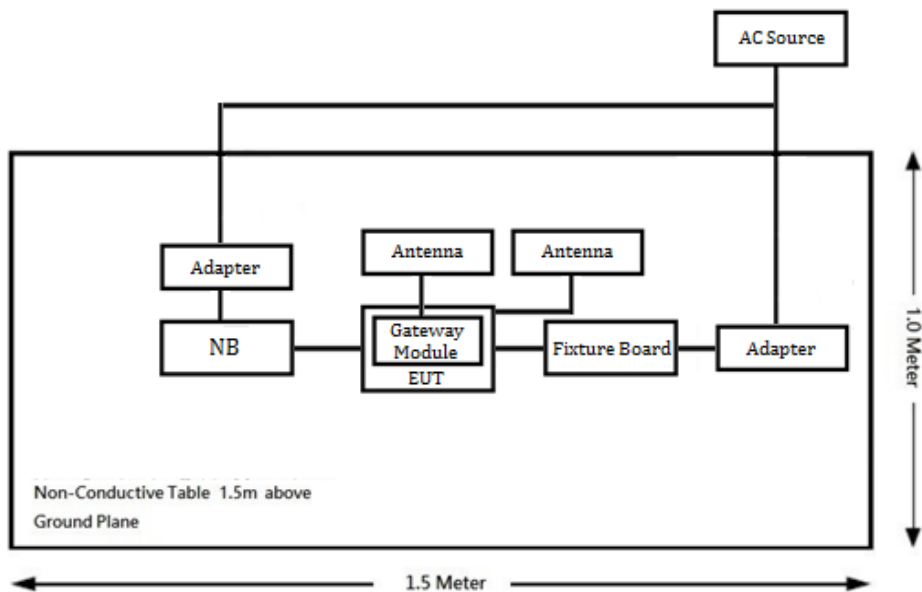 AC Source
Adapter
Antenna
Antenna
NB
Gateway
Module
EUT
Fixture Board
Adapter
1.0 Meter
Non-Conductive Table 1.5m above
Ground Plane
1.5 Meter